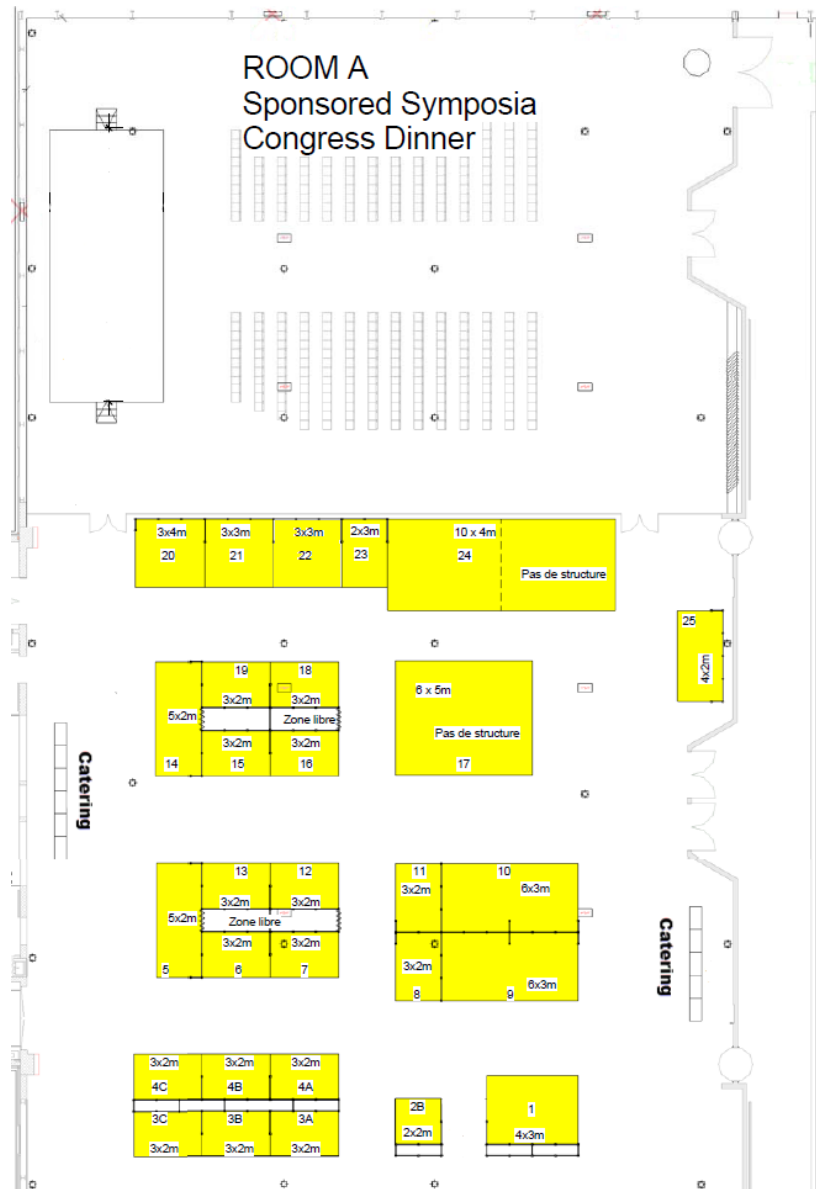 ROOM A
Sponsored Symposia
Congress Dinner
3x4m
3x3m
3x3m
2x3m
10 x 4m
20
21
22
23
24
Pas de structure
25
4x2m
19
18
6 x 5m
3x2m
3x2m
5x2m
Zone libre
Pas de structure
3x2m
3x2m
14
15
16
17
Catering
13
12
11
10
3x2m
3x2m
3x2m
6x3m
5x2m
Zone libre
3x2m
3x2m
3x2m
6x3m
5
6
7
8
9
Catering
3x2m
3x2m
3x2m
4C
4B
4A
2B
1
3C
3B
3A
2x2m
4x3m
3x2m
3x2m
3x2m